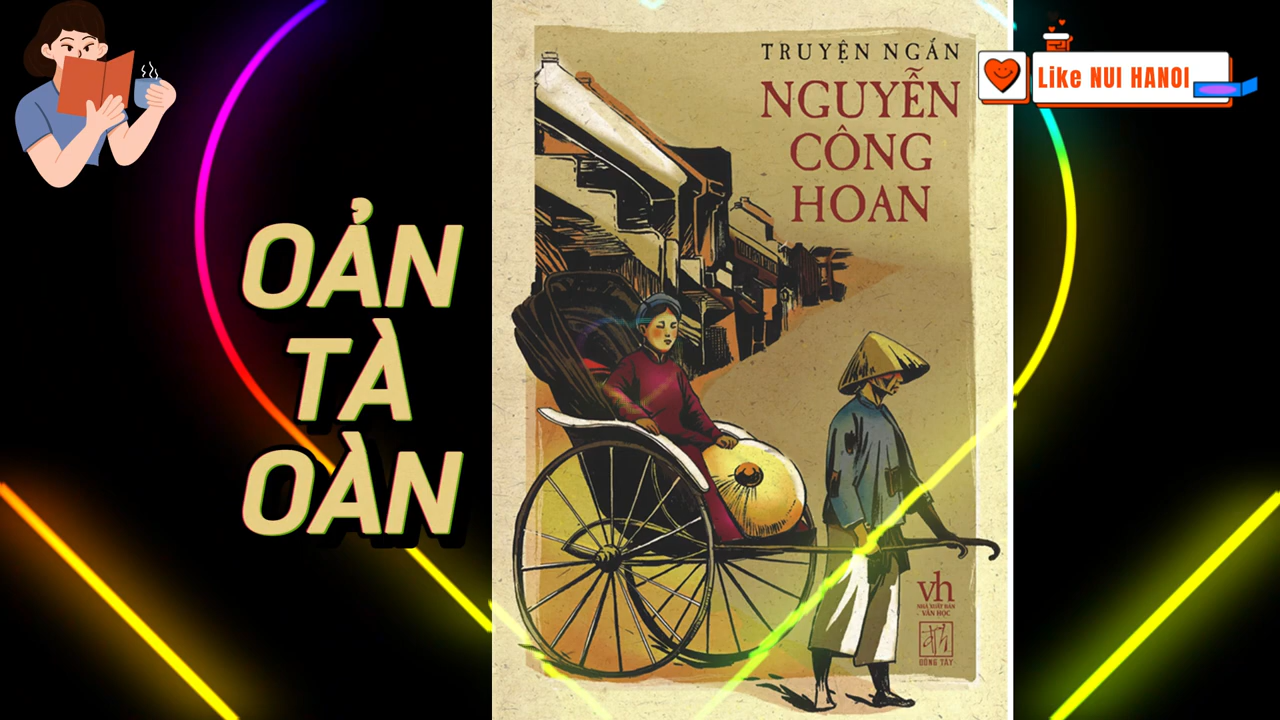 OẢN
TÀ
OÀN
TRUYỆN NGẮN
NGUYỄN
CÔNG
HOAN
Like NUI HANOI
vh
NHÀ XUẤT BẢN
VĂN HỌC
ĐÔNG TÂY